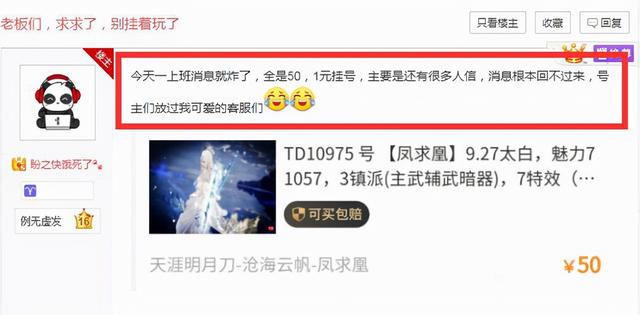 老板们，求求了，别挂着玩了
只看楼主
收藏
回复
楼主
今天一上班消息就炸了，全是50，1元挂号，主要是还有很多人信，消息根本回不过来，号
主们放过我可爱的客服们
盼之快饿死了
例无虚发 16
TD10975 号 【凤求凰】9.27太白，魅力7
1057，3镇派(主武辅武暗器)，7特效（…
可买包赔
天涯明月刀-沧海云帆-凤求凰
¥50